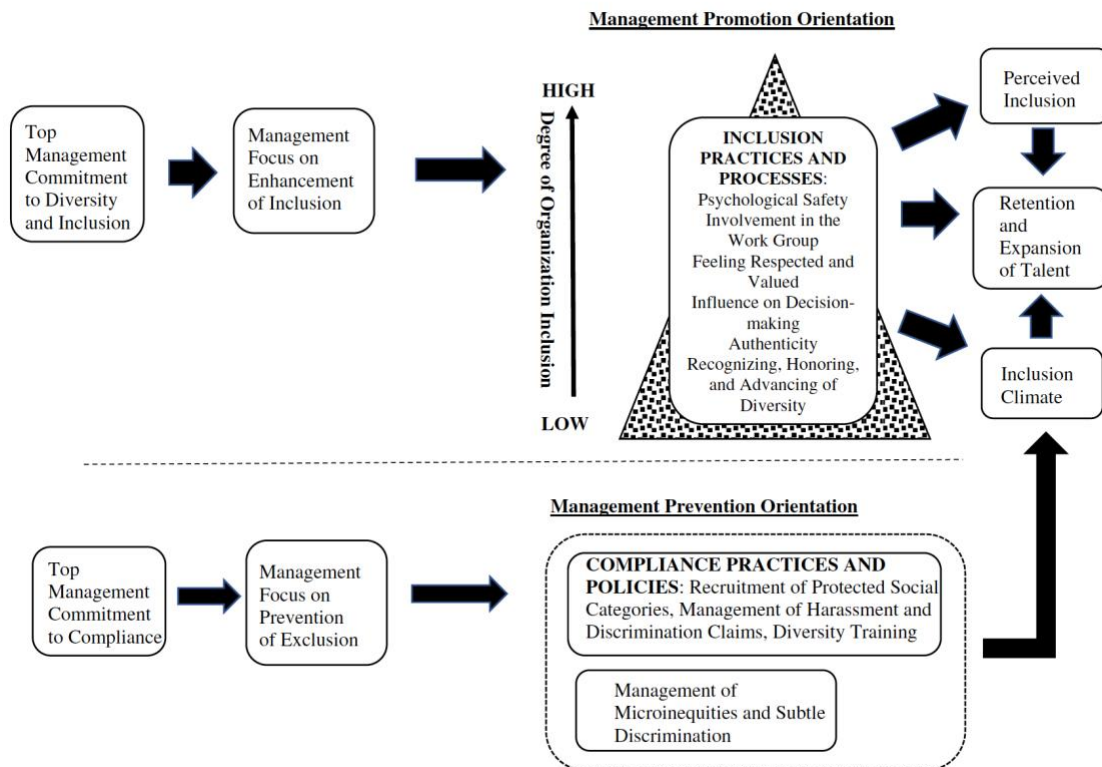 Management Promotion Orientation
Top
Management
Commitment
to Diversity
and Inclusion
Management
Focus on
Enhancement
of Inclusion
HIGH
Degree of Organization Inclusion
LOW
INCLUSION
PRACTICES AND
PROCESSES:
Psychological Safety
Involvement in the
Work Group
Feeling Respected and
Valued
Influence on Decision-
making
Authenticity
Recognizing, Honoring,
and Advancing of
Diversity
Perceived
Inclusion
Retention
and
Expansion
of Talent
Inclusion
Climate
Management Prevention Orientation
Top
Management
Commitment
to Compliance
Management
Focus on
Prevention
of Exclusion
COMPLIANCE PRACTICES AND
POLICIES: Recruitment of Protected Social
Categories, Management of Harassment and
Discrimination Claims, Diversity Training
Management of
Microinequities and Subtle
Discrimination